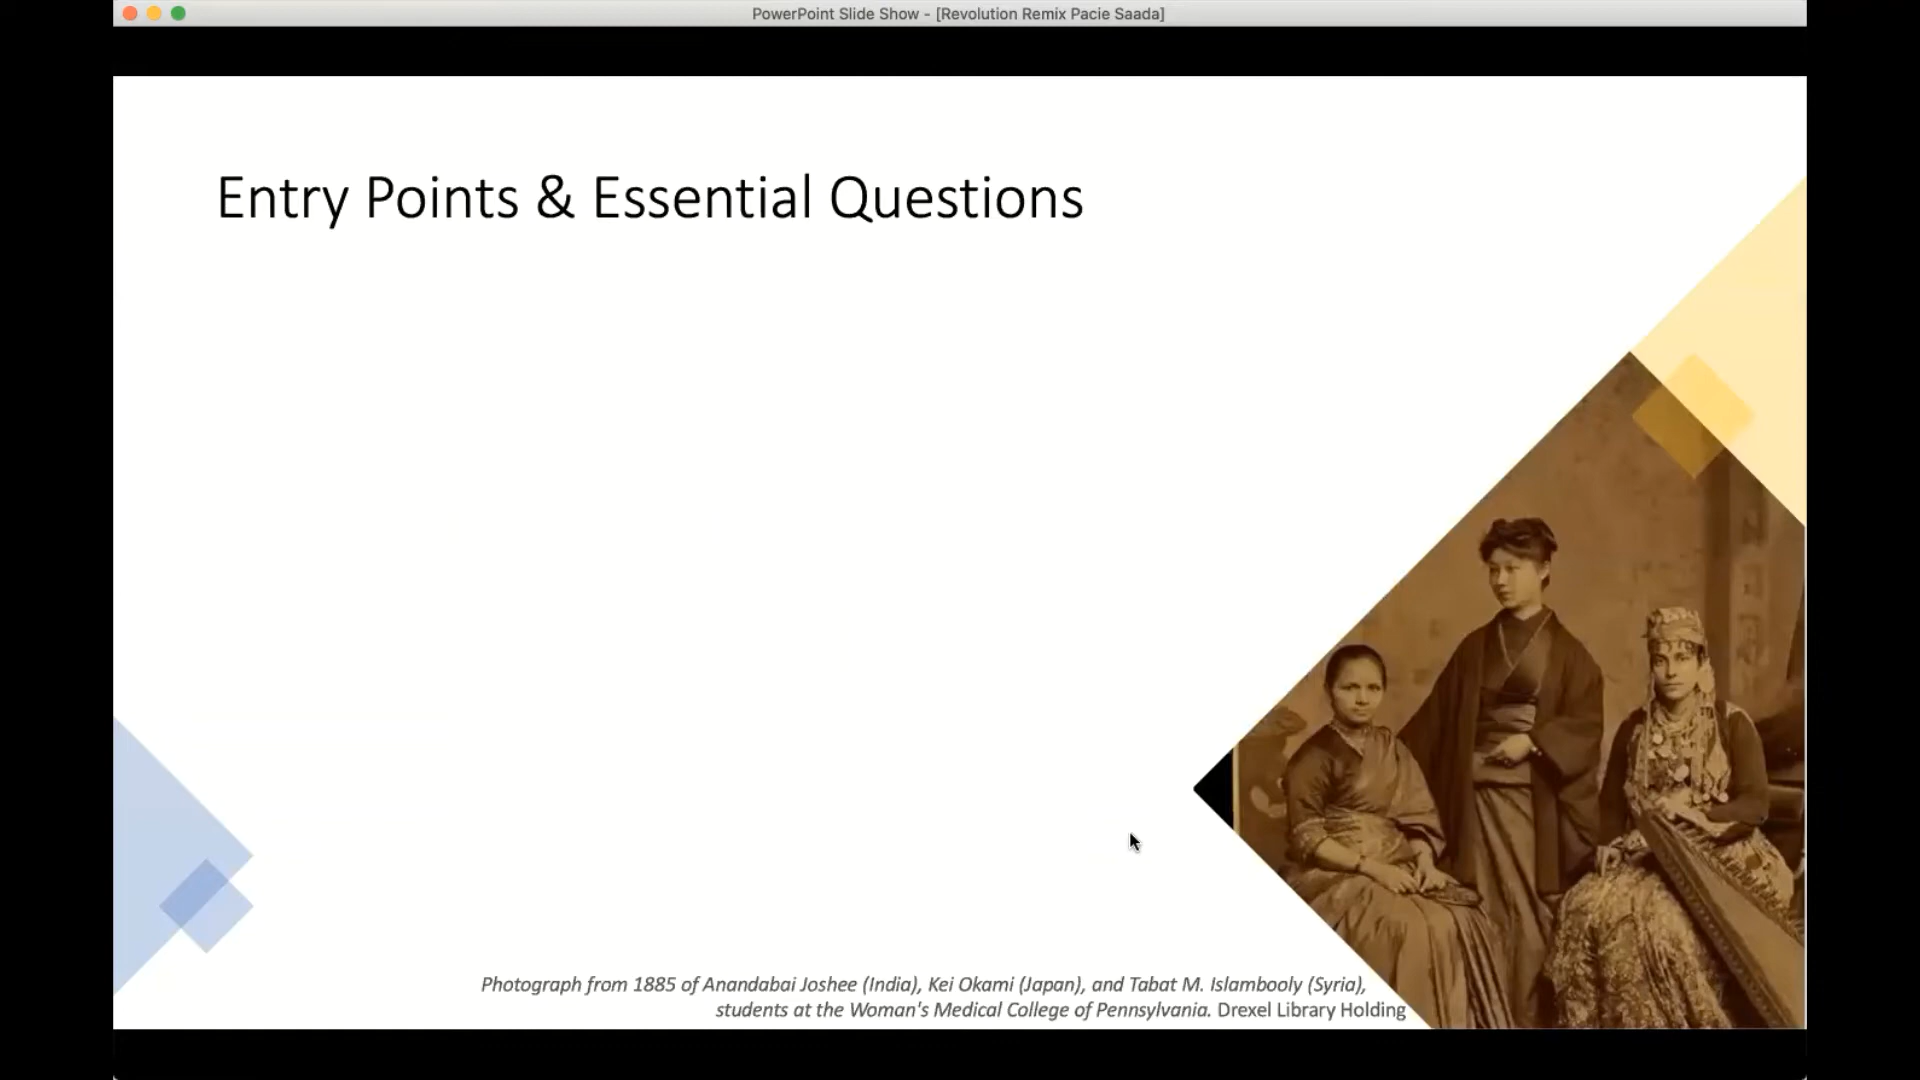 PowerPoint Slide Show - [Revolution Remix Pacie Saada]
Entry Points & Essential Questions
Photograph from 1885 of Anandabai Joshee (India), Kei Okami (Japan), and Tabat M. Islambooly (Syria),
students at the Woman's Medical College of Pennsylvania. Drexel Library Holding